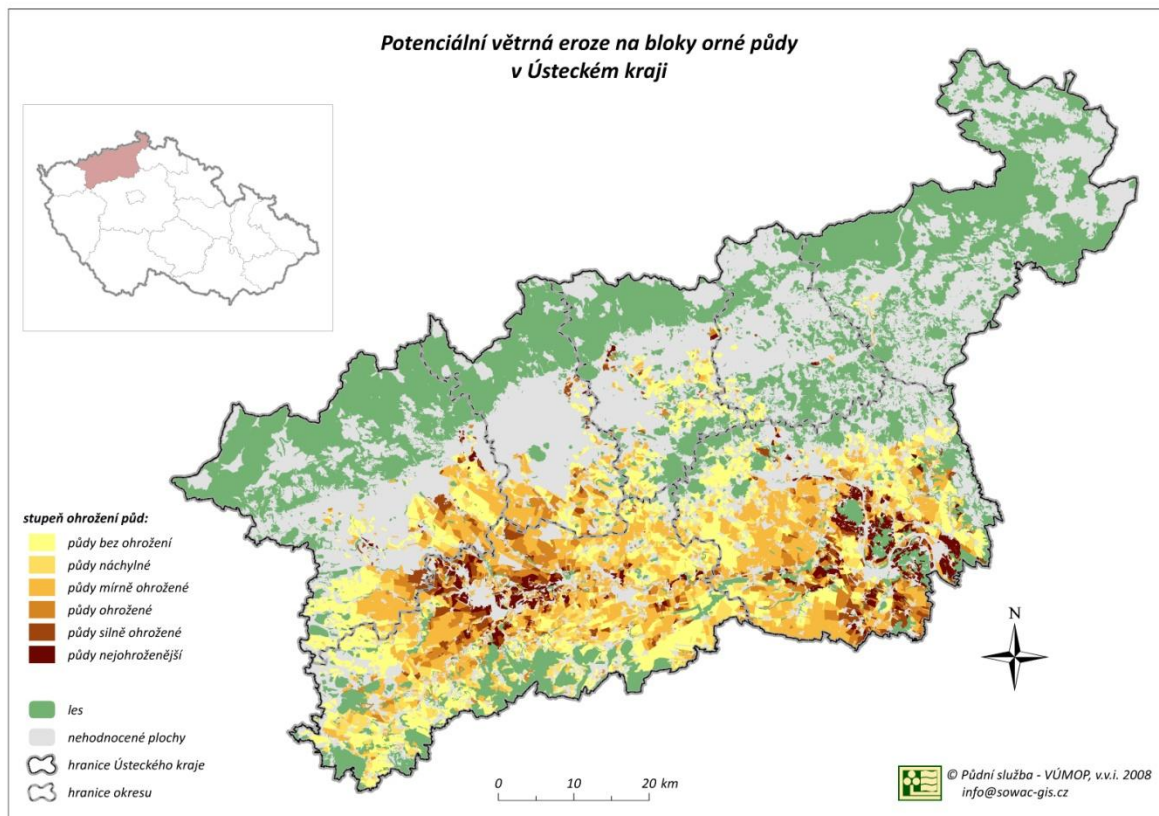 Potenciální větrná eroze na bloky orné půdy
v Ústeckém kraji
stupeň ohrožení půd:
půdy bez ohrožení
půdy náchylné
půdy mírně ohrožené
půdy ohrožené
půdy silně ohrožené
půdy nejohroženější
les
nehodnocené plochy
hranice Ústeckého kraje
hranice okresu
0 10 20 km
N
© Půdní služba - VÚMOP, v.v.i. 2008
info@sowac-gis.cz